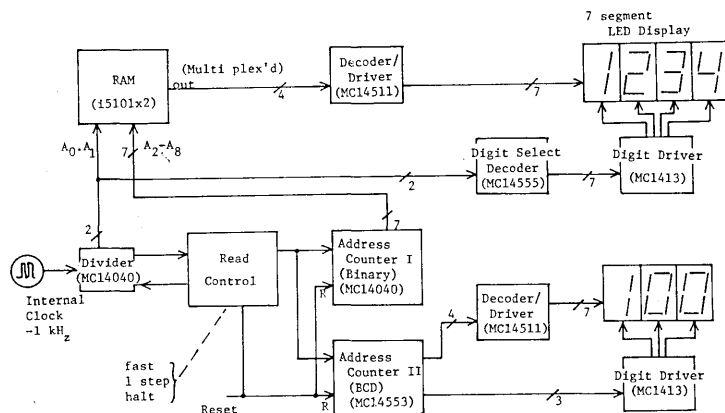 7 segment
LED Display
RAM
(i5101x2)
(Multi plex'd)
out
4
Decoder/
Driver
(MC14511)
7
1234
A0·A1
7
A2-A8
2
Digit Select
Decoder
(MC14555)
7
Digit Driver
(MC1413)
2
Divider
(MC14040)
Read
Control
7
Address
Counter I
(Binary)
(MC14040)
R
Internal
Clock
~1 kHz
Decoder/
Driver
(MC14511)
4
7
100
fast
1 step
halt
Reset
R
Address
Counter II
(BCD)
(MC14553)
3
Digit Driver
(MC1413)